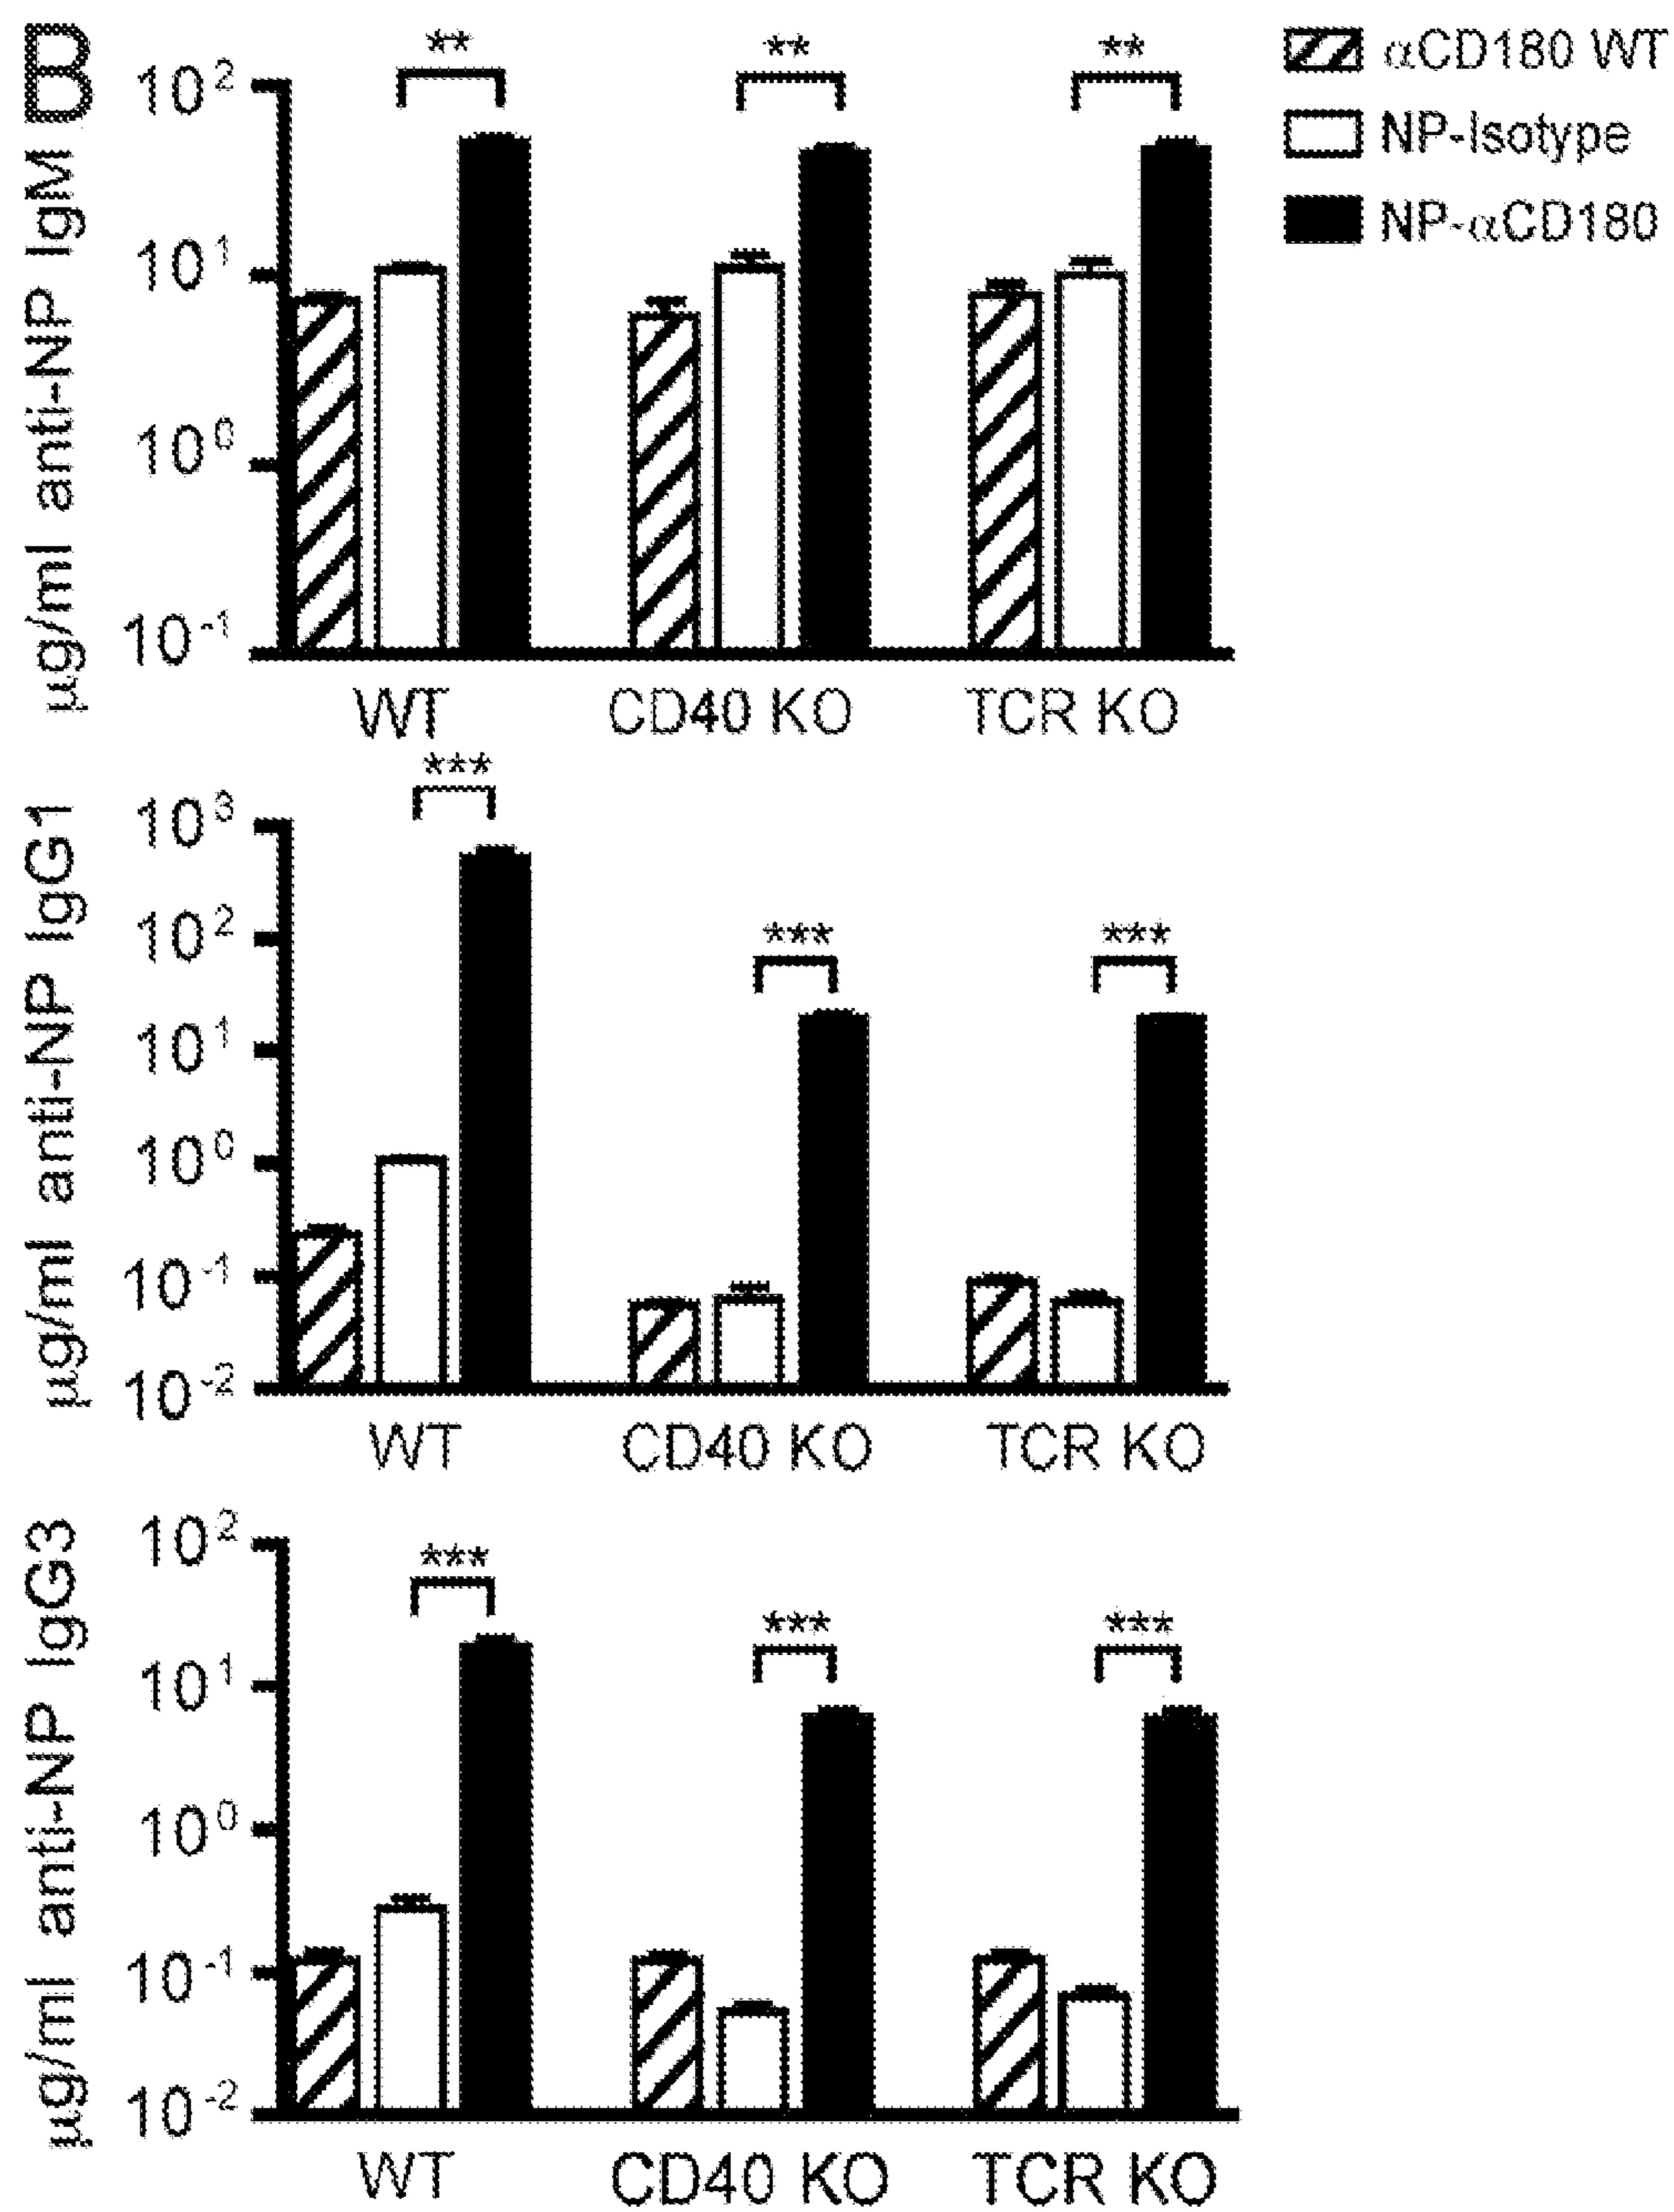 B
αCD180 WT
NP-Isotype
NP-αCD180
µg/ml anti-NP IgM
10²
10¹
10⁰
10⁻¹
** ** **
WT CD40 KO TCR KO
µg/ml anti-NP IgG1
10³
10²
10¹
10⁰
10⁻¹
10⁻²
*** *** ***
WT CD40 KO TCR KO
µg/ml anti-NP IgG3
10²
10¹
10⁰
10⁻¹
10⁻²
*** *** ***
WT CD40 KO TCR KO